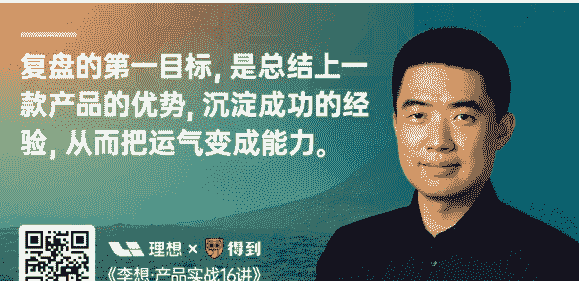 复盘的第一目标, 是总结上一
款产品的优势, 沉淀成功的经
验, 从而把运气变成能力。
理想 × 得到
《李想·产品实战16讲》